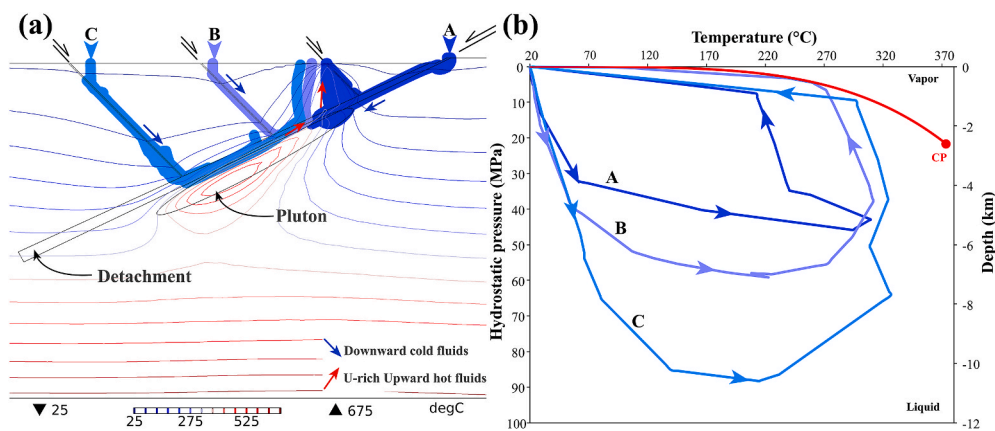 (a)
C
B
A
Pluton
Detachment
Downward cold fluids
U-rich Upward hot fluids
▼ 25
25 275 525
▲ 675
degC
(b)
Temperature (°C)
20 70 120 170 220 270 320 370
Hydrostatic pressure (MPa)
0
10
20
30
40
50
60
70
80
90
100
Vapor
CP
A
B
C
Liquid
Depth (km)
0
-2
-4
-6
-8
-10
-12